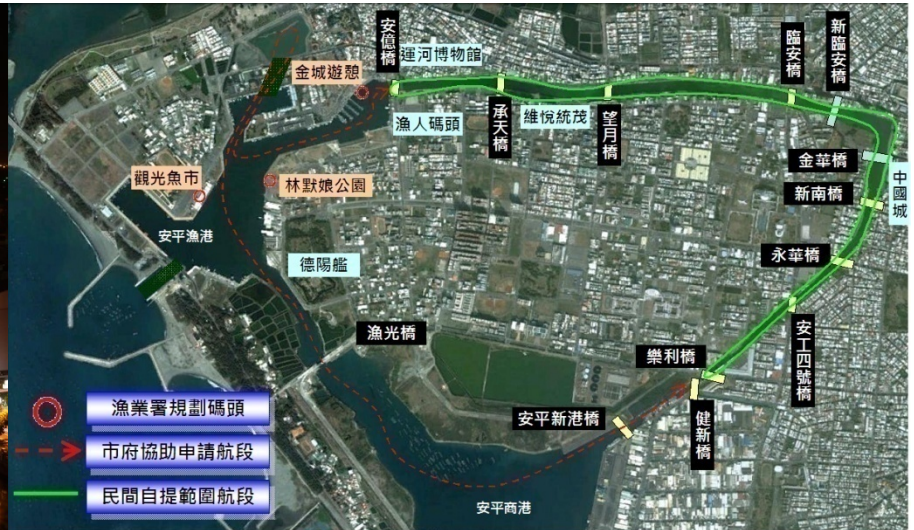 安億橋
運河博物館
臨安橋
新臨安橋
金城遊憩
漁人碼頭
承天橋
維悅統茂
望月橋
金華橋
中國城
新南橋
觀光魚市
林默娘公園
安平漁港
永華橋
德陽艦
漁光橋
安工四號橋
樂利橋
安平新港橋
健新橋
漁業署規劃碼頭
市府協助申請航段
民間自提範圍航段
安平商港